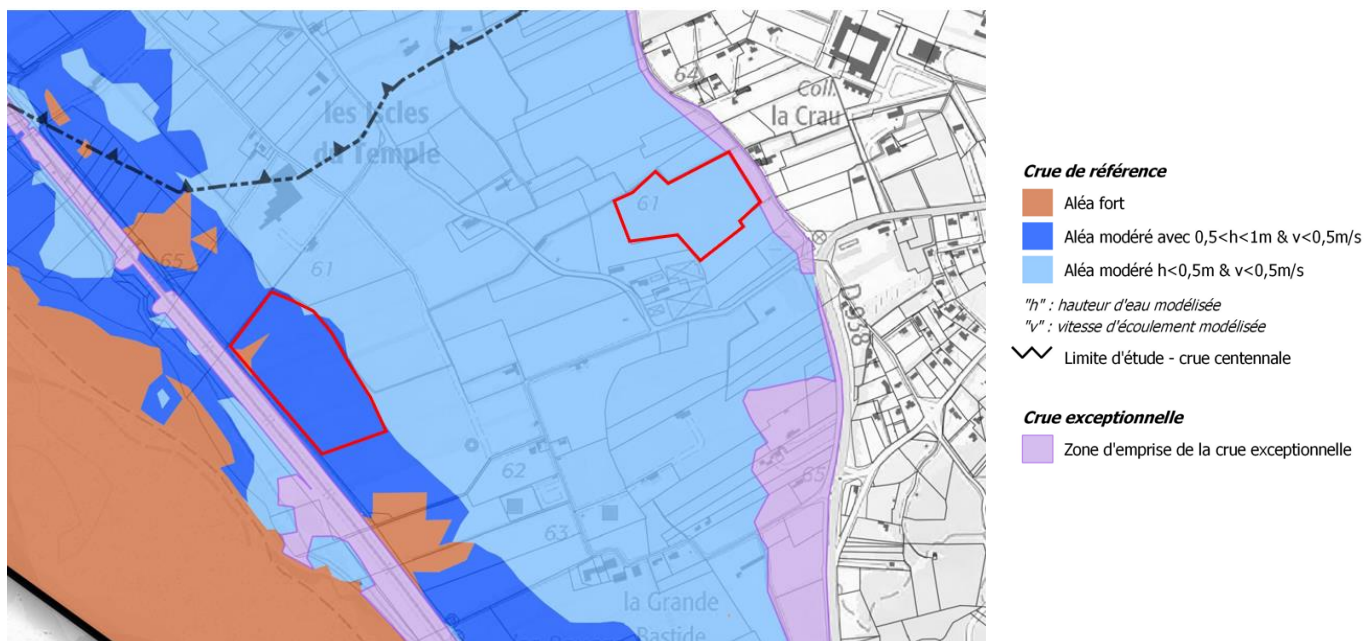 64
Coll.
la Crau
les Iscles
du Temple
61
61
65
D 938
62
65
63
la Grande
Bastide
Crue de référence
Aléa fort
Aléa modéré avec 0,5<h<1m & v<0,5m/s
Aléa modéré h<0,5m & v<0,5m/s
"h" : hauteur d'eau modélisée
"v" : vitesse d'écoulement modélisée
Limite d'étude - crue centennale
Crue exceptionnelle
Zone d'emprise de la crue exceptionnelle